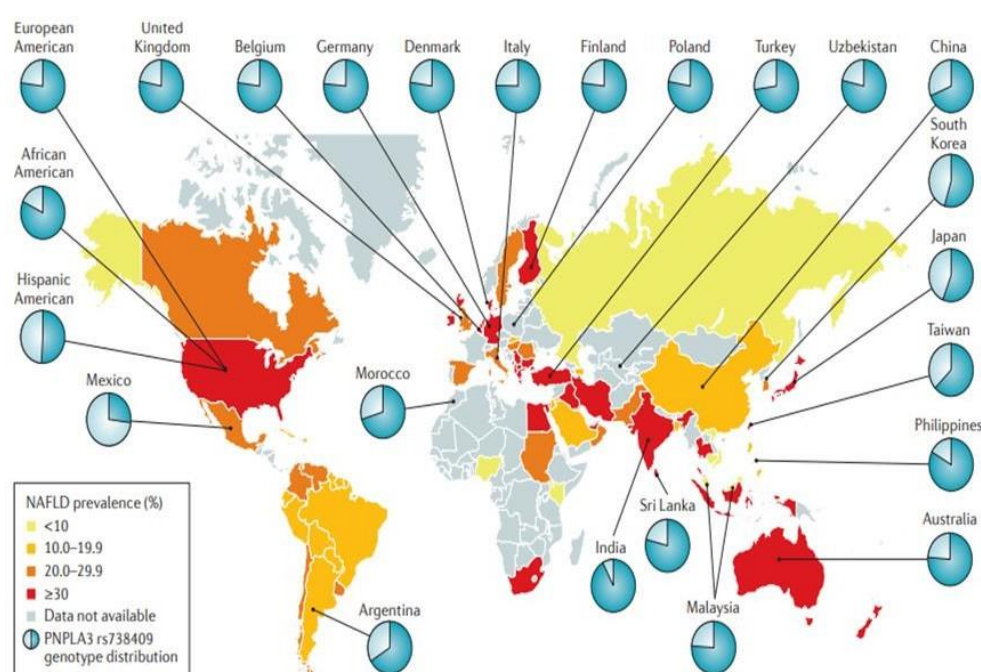 European
American
United
Kingdom
Belgium
Germany
Denmark
Italy
Finland
Poland
Turkey
Uzbekistan
China
African
American
South
Korea
Hispanic
American
Japan
Mexico
Morocco
Taiwan
Philippines
NAFLD prevalence (%)
<10
10.0–19.9
20.0–29.9
≥30
Data not available
PNPLA3 rs738409
genotype distribution
Sri Lanka
India
Australia
Argentina
Malaysia